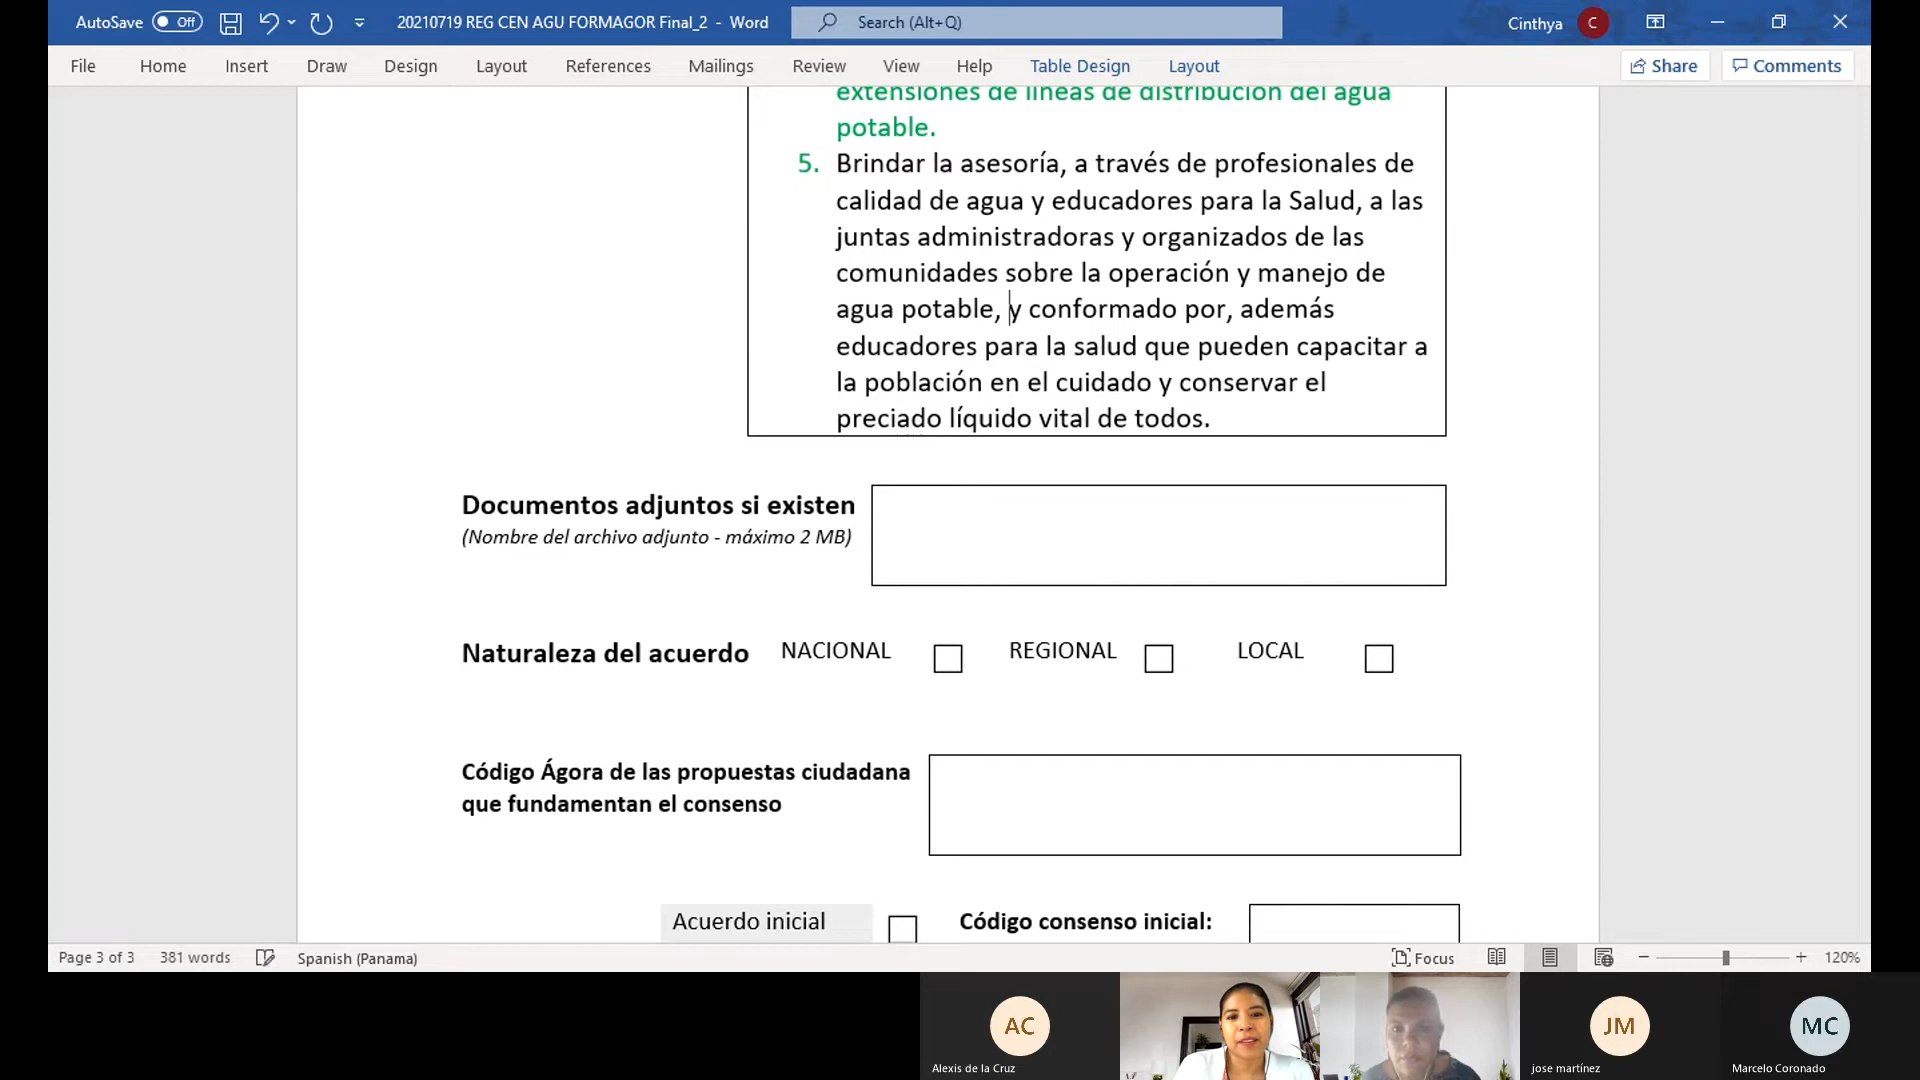 AutoSave Off 20210719 REG CEN AGU FORMAGOR Final_2 - Word Search (Alt+Q) Cinthya C
File Home Insert Draw Design Layout References Mailings Review View Help Table Design Layout Share Comments
extensiones de líneas de distribución del agua
potable.
5. Brindar la asesoría, a través de profesionales de
calidad de agua y educadores para la Salud, a las
juntas administradoras y organizados de las
comunidades sobre la operación y manejo de
agua potable, y conformado por, además
educadores para la salud que pueden capacitar a
la población en el cuidado y conservar el
preciado líquido vital de todos.
Documentos adjuntos si existen
(Nombre del archivo adjunto - máximo 2 MB)
Naturaleza del acuerdo NACIONAL REGIONAL LOCAL
Código Ágora de las propuestas ciudadana
que fundamentan el consenso
Acuerdo inicial Código consenso inicial:
Page 3 of 3 381 words Spanish (Panama) Focus 120%
AC JM MC
Alexis de la Cruz jose martínez Marcelo Coronado